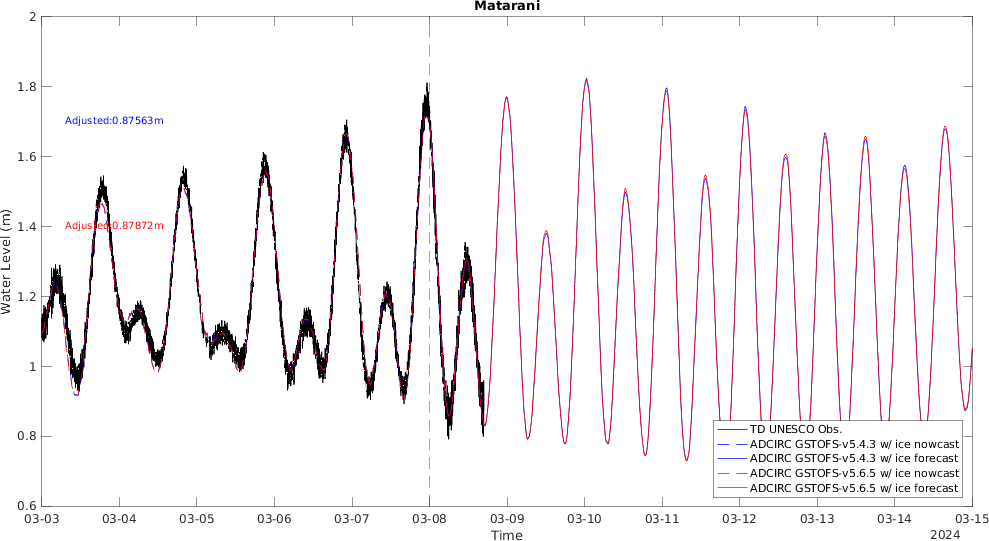 Matarani
2
1.8
1.6
1.4
1.2
1
0.8
0.6
Water Level (m)
Adjusted:0.87563m
Adjusted:0.87872m
TD UNESCO Obs.
ADCIRC GSTOFS-v5.4.3 w/ ice nowcast
ADCIRC GSTOFS-v5.4.3 w/ ice forecast
ADCIRC GSTOFS-v5.6.5 w/ ice nowcast
ADCIRC GSTOFS-v5.6.5 w/ ice forecast
03-03 03-04 03-05 03-06 03-07 03-08 03-09 03-10 03-11 03-12 03-13 03-14 03-15
Time
2024